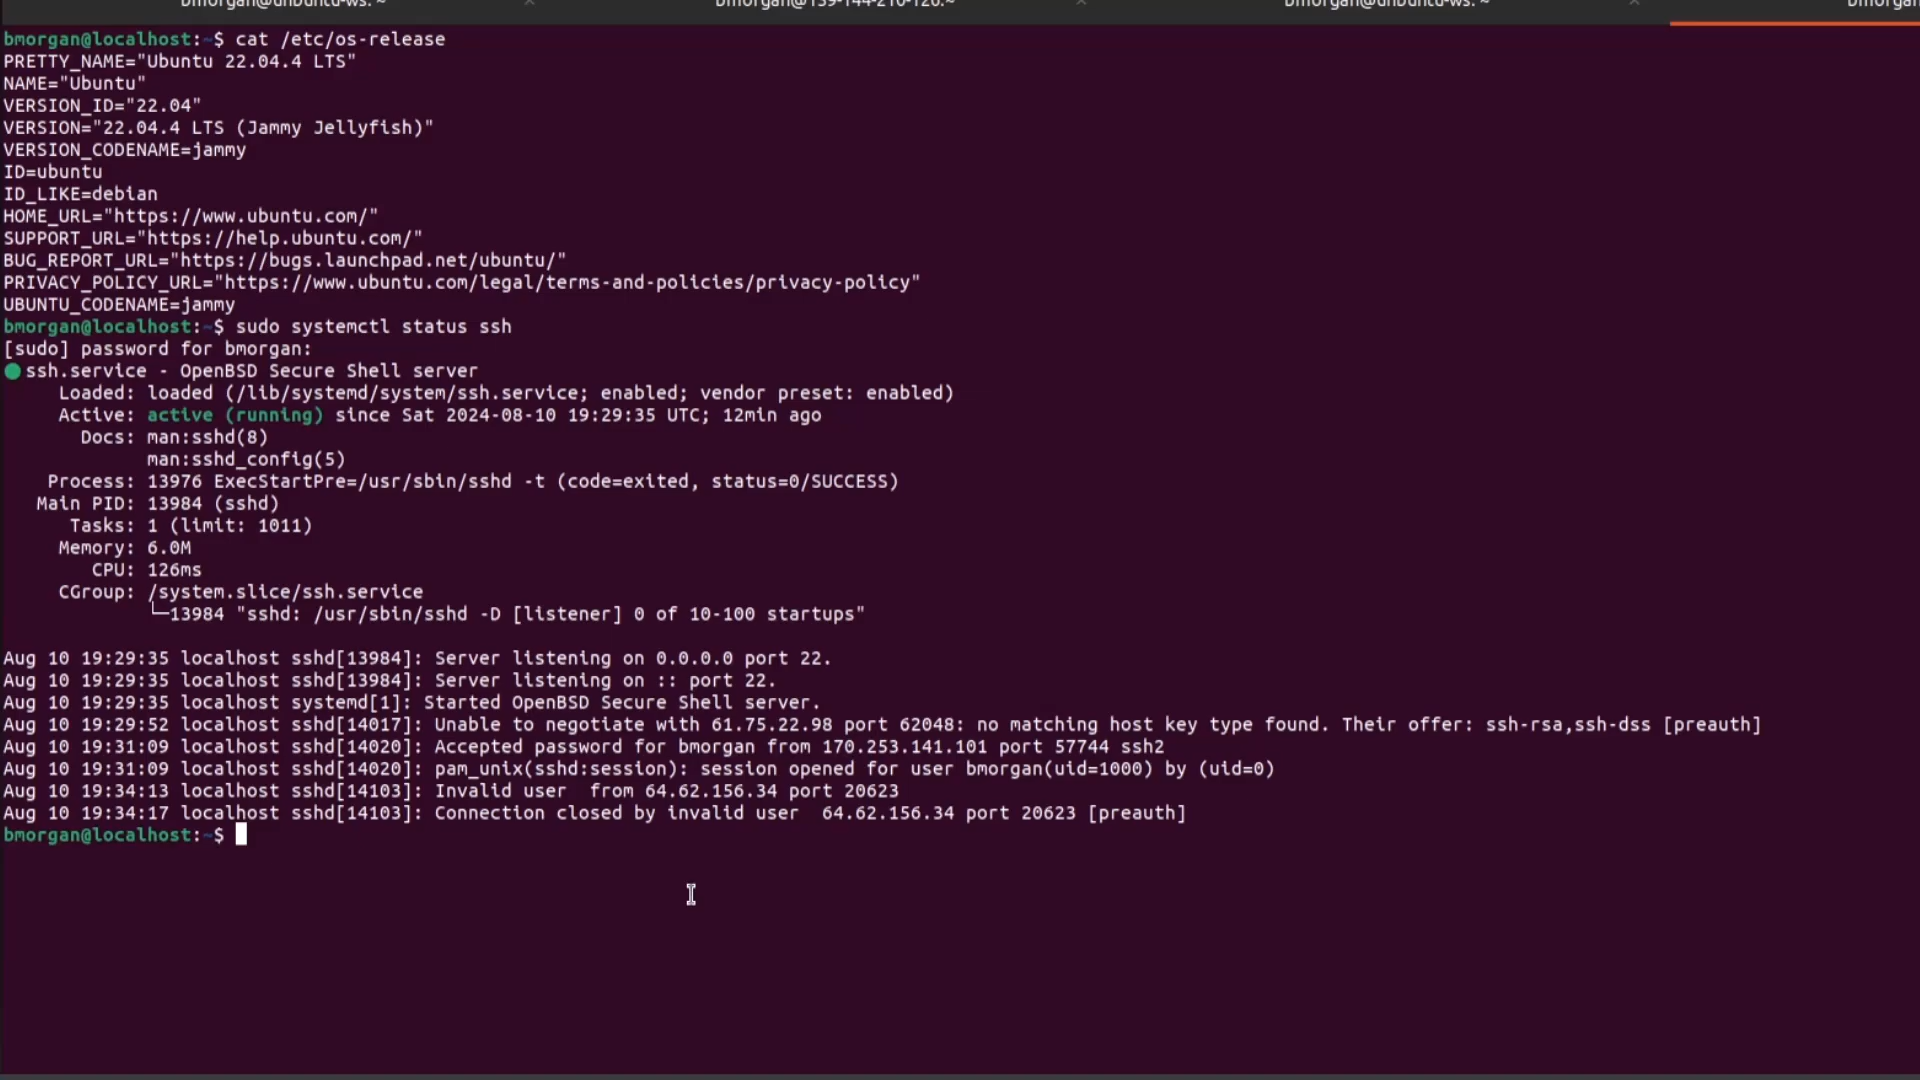 bmorgan@ubuntu-ws: ~ × bmorgan@139-144-210-126:~ × bmorgan@ubuntu-ws: ~ × bmorgan
bmorgan@localhost:~$ cat /etc/os-release
PRETTY_NAME="Ubuntu 22.04.4 LTS"
NAME="Ubuntu"
VERSION_ID="22.04"
VERSION="22.04.4 LTS (Jammy Jellyfish)"
VERSION_CODENAME=jammy
ID=ubuntu
ID_LIKE=debian
HOME_URL="https://www.ubuntu.com/"
SUPPORT_URL="https://help.ubuntu.com/"
BUG_REPORT_URL="https://bugs.launchpad.net/ubuntu/"
PRIVACY_POLICY_URL="https://www.ubuntu.com/legal/terms-and-policies/privacy-policy"
UBUNTU_CODENAME=jammy
bmorgan@localhost:~$ sudo systemctl status ssh
[sudo] password for bmorgan:
● ssh.service - OpenBSD Secure Shell server
     Loaded: loaded (/lib/systemd/system/ssh.service; enabled; vendor preset: enabled)
     Active: active (running) since Sat 2024-08-10 19:29:35 UTC; 12min ago
       Docs: man:sshd(8)
             man:sshd_config(5)
    Process: 13976 ExecStartPre=/usr/sbin/sshd -t (code=exited, status=0/SUCCESS)
   Main PID: 13984 (sshd)
      Tasks: 1 (limit: 1011)
     Memory: 6.0M
        CPU: 126ms
     CGroup: /system.slice/ssh.service
             └─13984 "sshd: /usr/sbin/sshd -D [listener] 0 of 10-100 startups"
Aug 10 19:29:35 localhost sshd[13984]: Server listening on 0.0.0.0 port 22.
Aug 10 19:29:35 localhost sshd[13984]: Server listening on :: port 22.
Aug 10 19:29:35 localhost systemd[1]: Started OpenBSD Secure Shell server.
Aug 10 19:29:52 localhost sshd[14017]: Unable to negotiate with 61.75.22.98 port 62048: no matching host key type found. Their offer: ssh-rsa,ssh-dss [preauth]
Aug 10 19:31:09 localhost sshd[14020]: Accepted password for bmorgan from 170.253.141.101 port 57744 ssh2
Aug 10 19:31:09 localhost sshd[14020]: pam_unix(sshd:session): session opened for user bmorgan(uid=1000) by (uid=0)
Aug 10 19:34:13 localhost sshd[14103]: Invalid user  from 64.62.156.34 port 20623
Aug 10 19:34:17 localhost sshd[14103]: Connection closed by invalid user  64.62.156.34 port 20623 [preauth]
bmorgan@localhost:~$